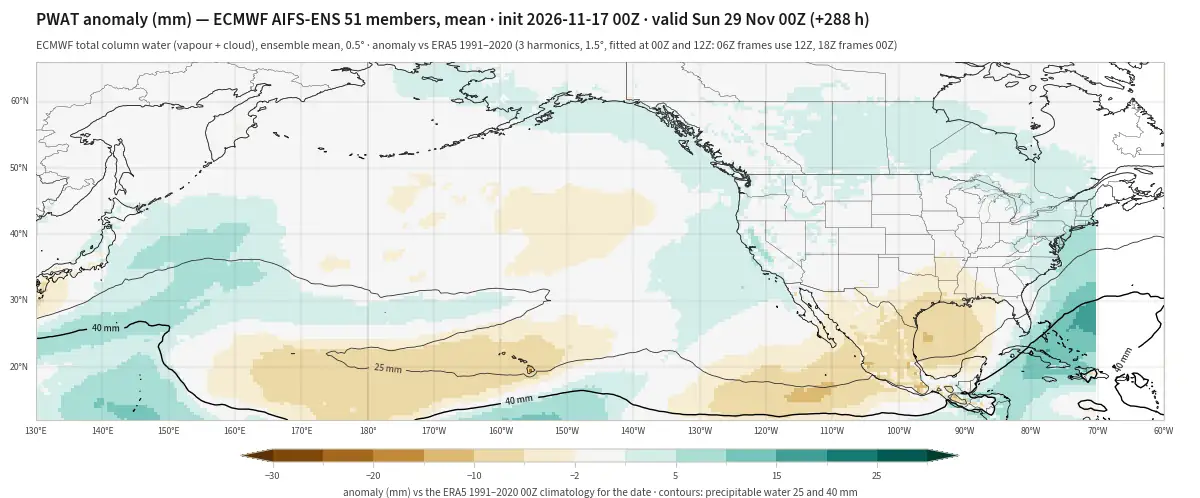 PWAT anomaly (mm) — ECMWF AIFS-ENS 51 members, mean · init 2026-11-17 00Z · valid Sun 29 Nov 00Z (+288 h)
ECMWF total column water (vapour + cloud), ensemble mean, 0.5° · anomaly vs ERA5 1991–2020 (3 harmonics, 1.5°, fitted at 00Z and 12Z: 06Z frames use 12Z, 18Z frames 00Z)
60°N
50°N
40°N
30°N
20°N
40 mm
25 mm
40 mm
40 mm
130°E 140°E 150°E 160°E 170°E 180° 170°W 160°W 150°W 140°W 130°W 120°W 110°W 100°W 90°W 80°W 70°W 60°W
−30 −20 −10 −2 5 15 25
anomaly (mm) vs the ERA5 1991–2020 00Z climatology for the date · contours: precipitable water 25 and 40 mm